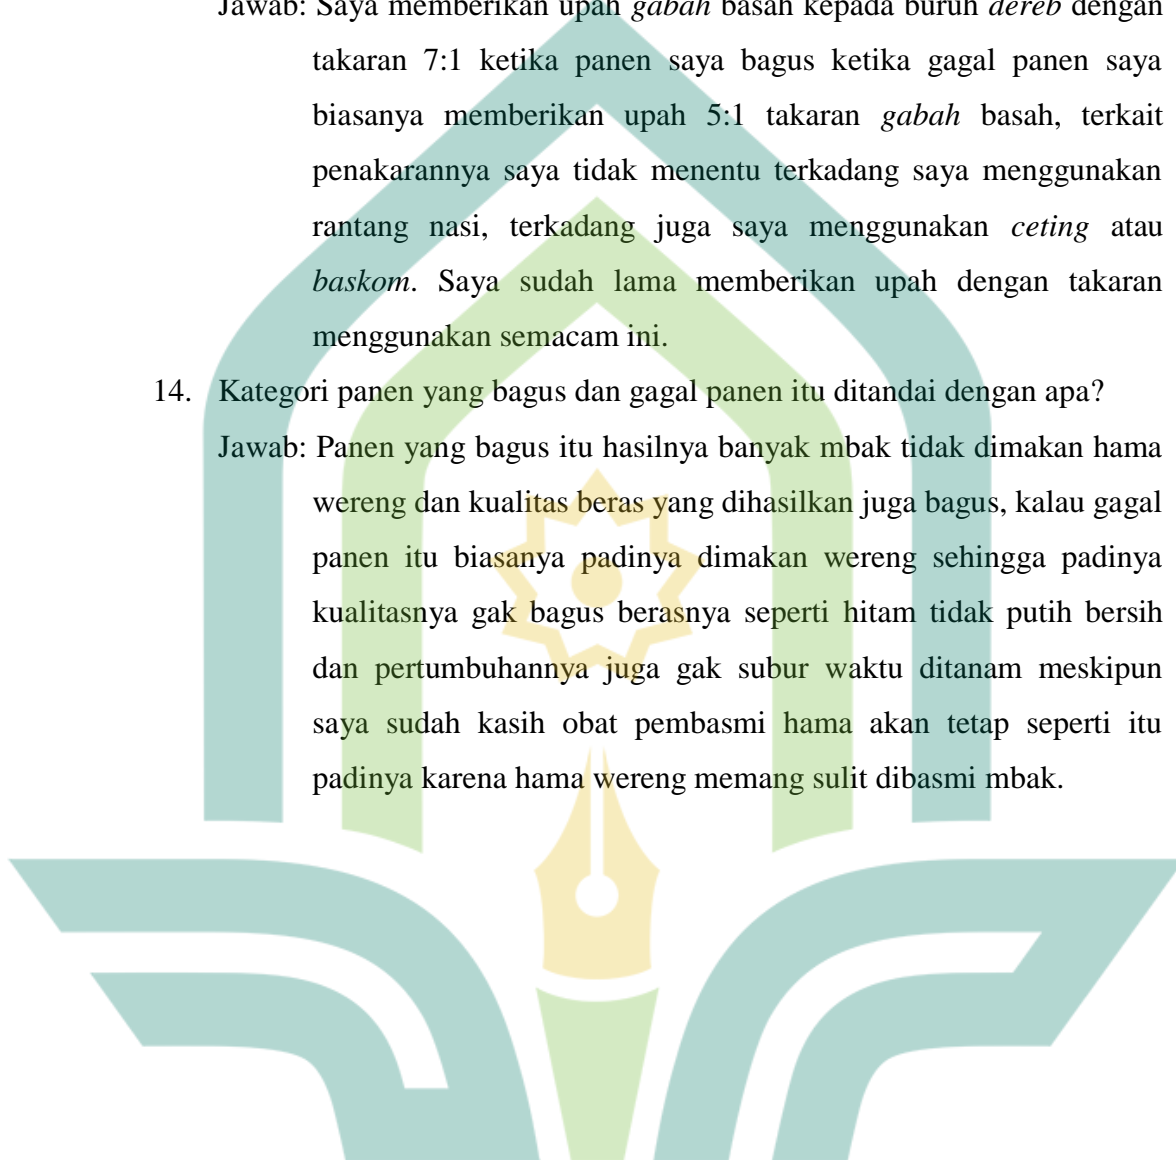 Jawab: Saya memberikan upah gabah basah kepada buruh dereb dengan
takaran 7:1 ketika panen saya bagus ketika gagal panen saya
biasanya memberikan upah 5:1 takaran gabah basah, terkait
penakarannya saya tidak menentu terkadang saya menggunakan
rantang nasi, terkadang juga saya menggunakan ceting atau
baskom. Saya sudah lama memberikan upah dengan takaran
menggunakan semacam ini.
14. Kategori panen yang bagus dan gagal panen itu ditandai dengan apa?
Jawab: Panen yang bagus itu hasilnya banyak mbak tidak dimakan hama
wereng dan kualitas beras yang dihasilkan juga bagus, kalau gagal
panen itu biasanya padinya dimakan wereng sehingga padinya
kualitasnya gak bagus berasnya seperti hitam tidak putih bersih
dan pertumbuhannya juga gak subur waktu ditanam meskipun
saya sudah kasih obat pembasmi hama akan tetap seperti itu
padinya karena hama wereng memang sulit dibasmi mbak.